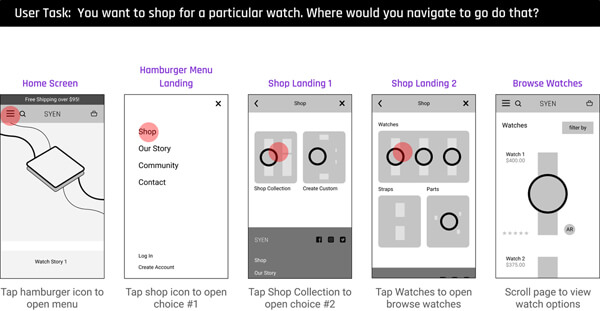 User Task: You want to shop for a particular watch. Where would you navigate to go do that?
Home Screen
Free Shipping over $95!
SYEN
Watch Story 1
Tap hamburger icon to
open menu
Hamburger Menu
Landing
Shop
Our Story
Community
Contact
Log In
Create Account
Tap shop icon to open
choice #1
Shop Landing 1
Shop
Shop Collection
Create Custom
SYEN
Shop
Our Story
Tap Shop Collection to
open choice #2
Shop Landing 2
Shop
Watches
Straps
Parts
Tap Watches to open
browse watches
Browse Watches
SYEN
Watches
filter by
Watch 1
$400.00
AR
Watch 2
$375.00
Scroll page to view
watch options